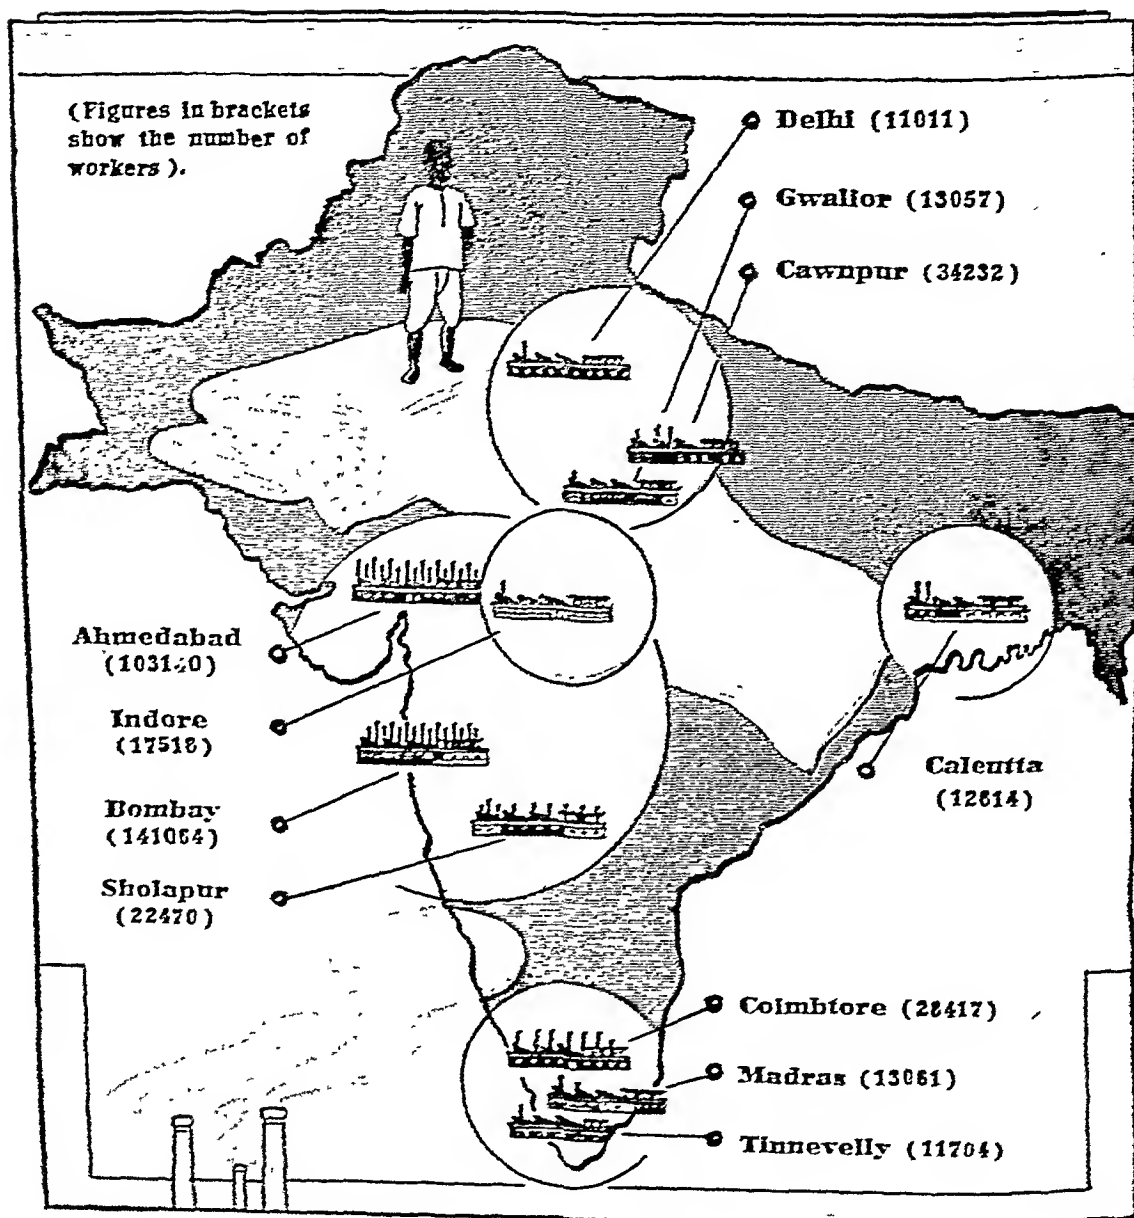 (Figures in brackets
show the number of
workers).
Delhi (11011)
Gwalior (13057)
Cawnpur (34232)
Ahmedabad
Indore
(17518)
Bombay
(141064)
Sholapur
(22470)
Calcutta
(12614)
Coimbtore (28417)
Madras (13061)
Tinnevelly (11704)